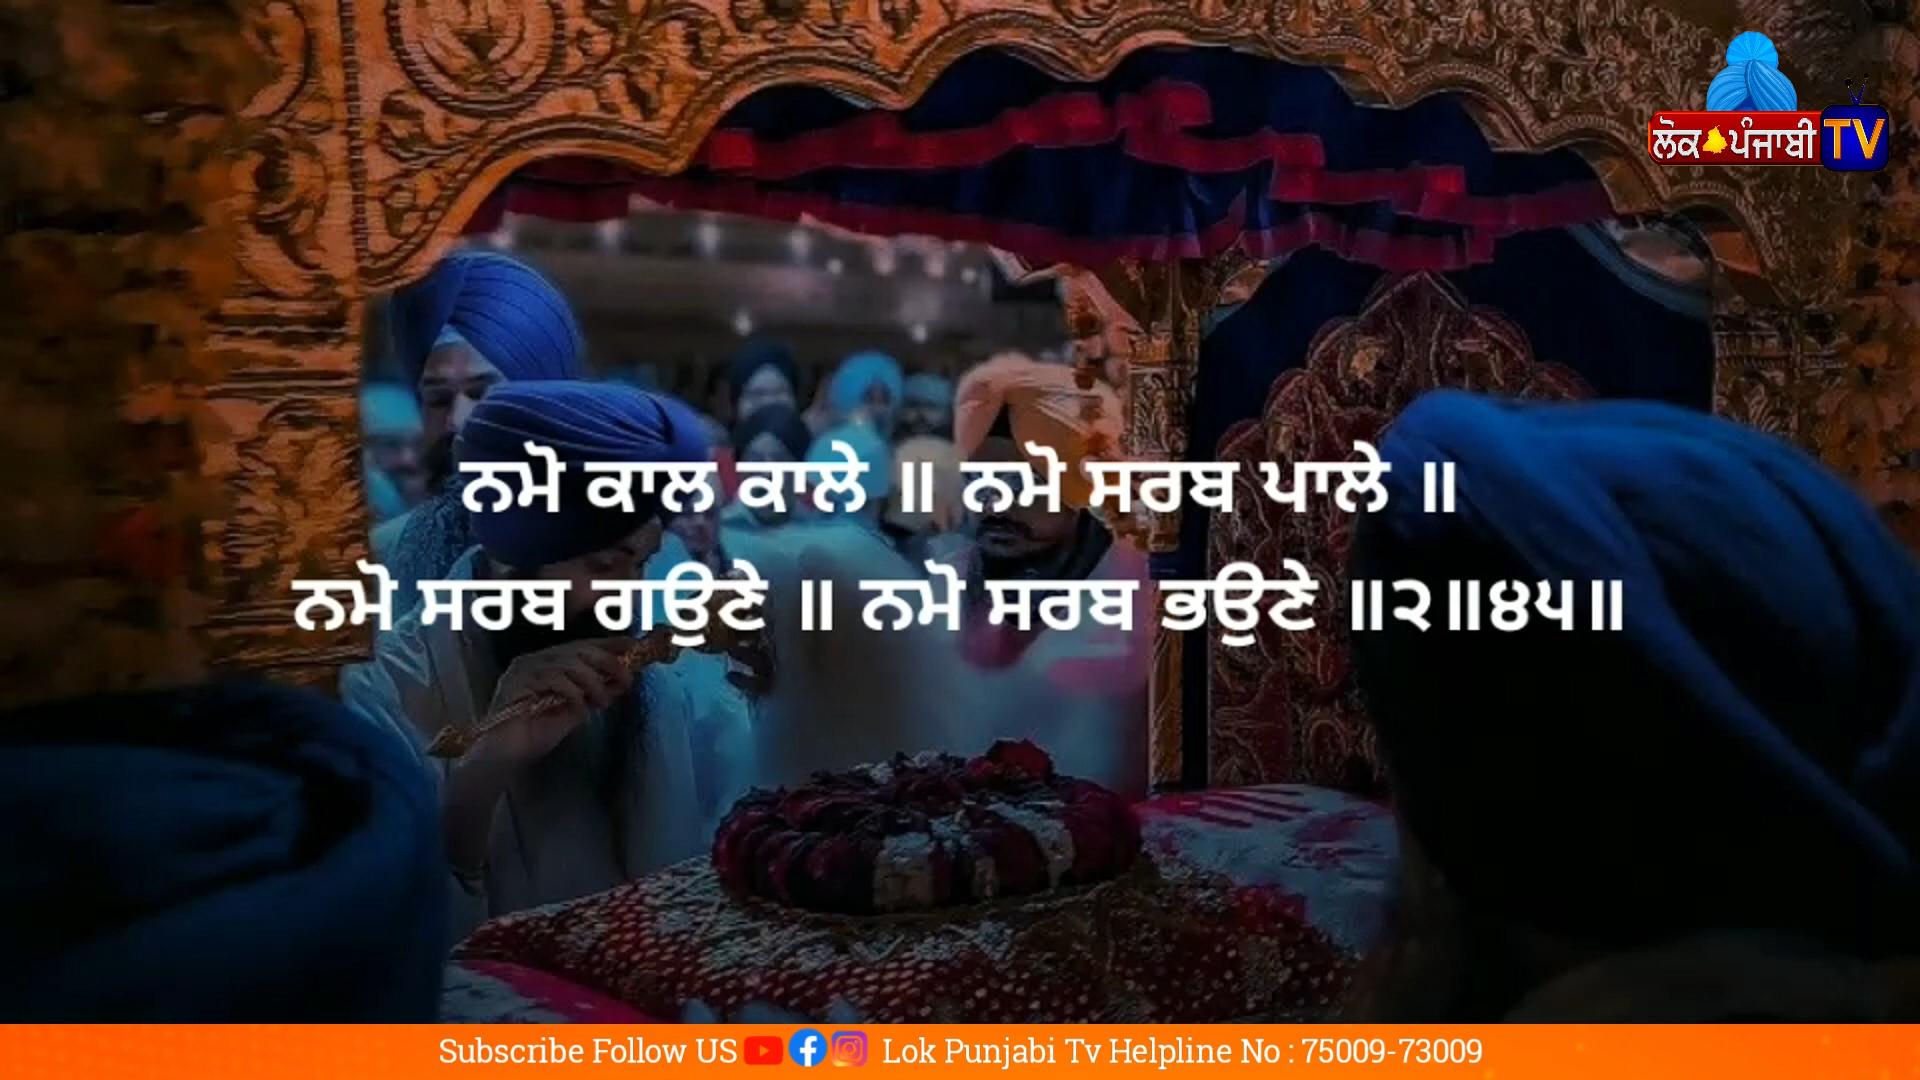 ਲੋਕ ਪੰਜਾਬੀ TV
ਨਮੋ ਕਾਲ ਕਾਲੇ ॥ ਨਮੋ ਸਰਬ ਪਾਲੇ ॥
ਨਮੋ ਸਰਬ ਗਉਣੇ ॥ ਨਮੋ ਸਰਬ ਭਉਣੇ ॥੨॥੪੫॥
Subscribe Follow US Lok Punjabi Tv Helpline No : 75009-73009